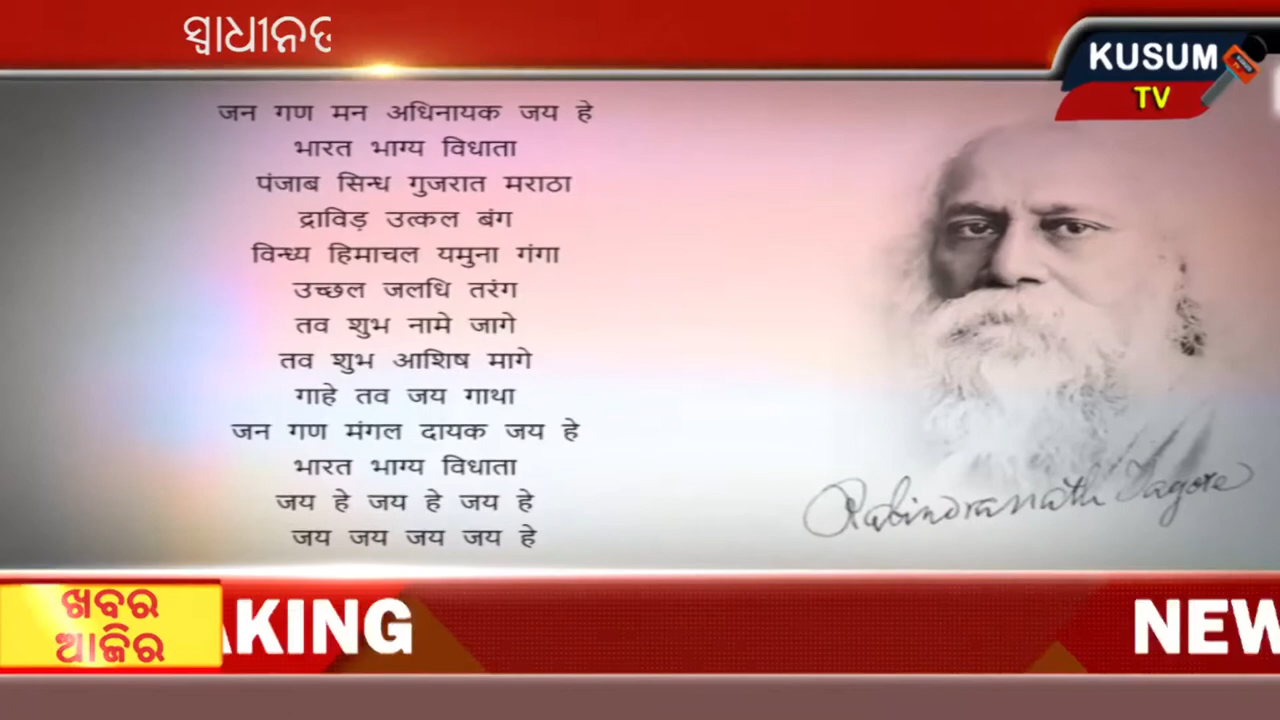 KUSUM
TV
जन गण मन अधिनायक जय हे
भारत भाग्य विधाता
पंजाब सिन्ध गुजरात मराठा
द्राविड़ उत्कल बंग
विन्ध्य हिमाचल यमुना गंगा
उच्छल जलधि तरंग
तव शुभ नामे जागे
तव शुभ आशिष मागे
गाहे तव जय गाथा
जन गण मंगल दायक जय हे
भारत भाग्य विधाता
जय हे जय हे जय हे
जय जय जय जय हे
Rabindranath Tagore
ଖବର
ଆଜିର
AKING
NEW